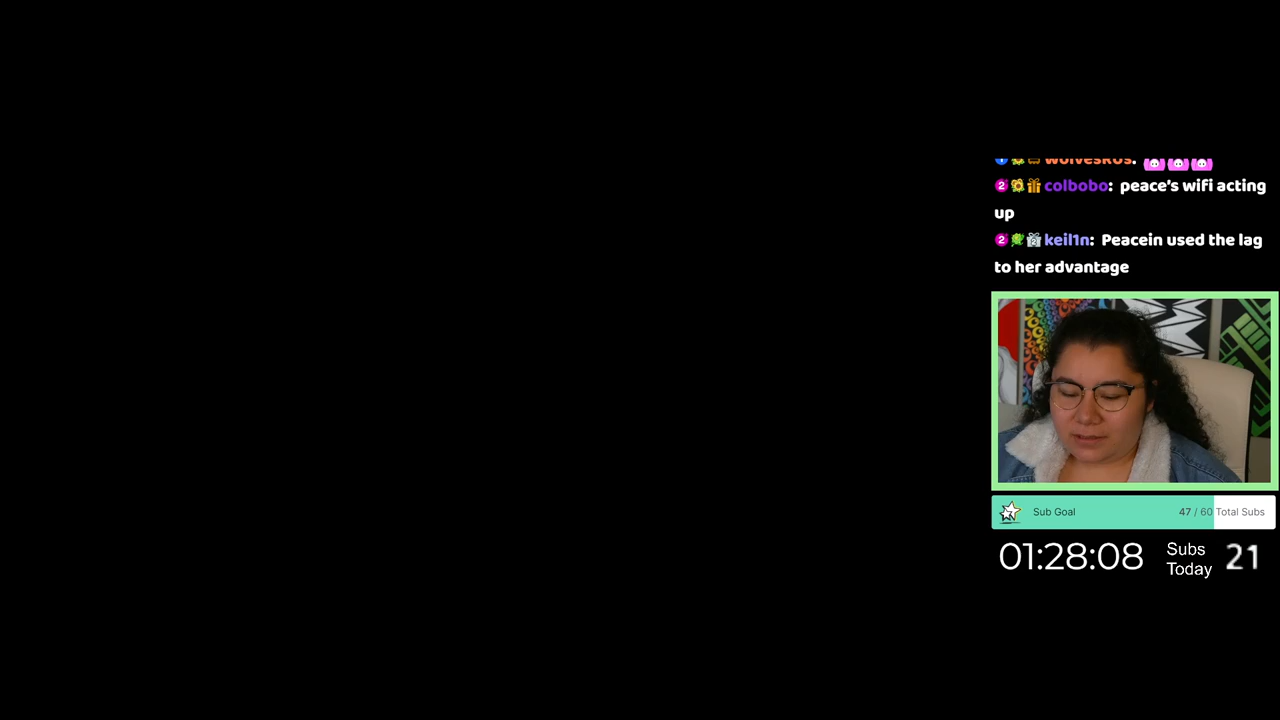 wolvesRUs:
colbobo: peace's wifi acting
up
keil1n: Peacein used the lag
to her advantage
Sub Goal 47 / 60 Total Subs
01:28:08 Subs Today 21